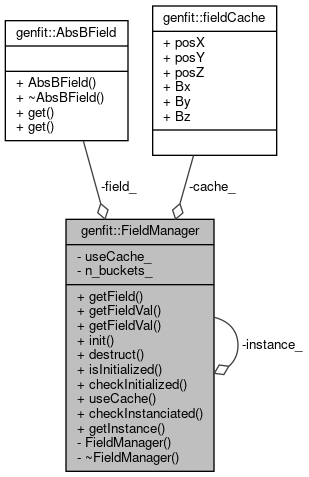 genfit::AbsBField
+ AbsBField()
+ ~AbsBField()
+ get()
+ get()
genfit::fieldCache
+ posX
+ posY
+ posZ
+ Bx
+ By
+ Bz
-field_
-cache_
genfit::FieldManager
- useCache_
- n_buckets_
+ getField()
+ getFieldVal()
+ getFieldVal()
+ init()
+ destruct()
+ isInitialized()
+ checkInitialized()
+ useCache()
+ checkInstanciated()
+ getInstance()
- FieldManager()
- ~FieldManager()
-instance_